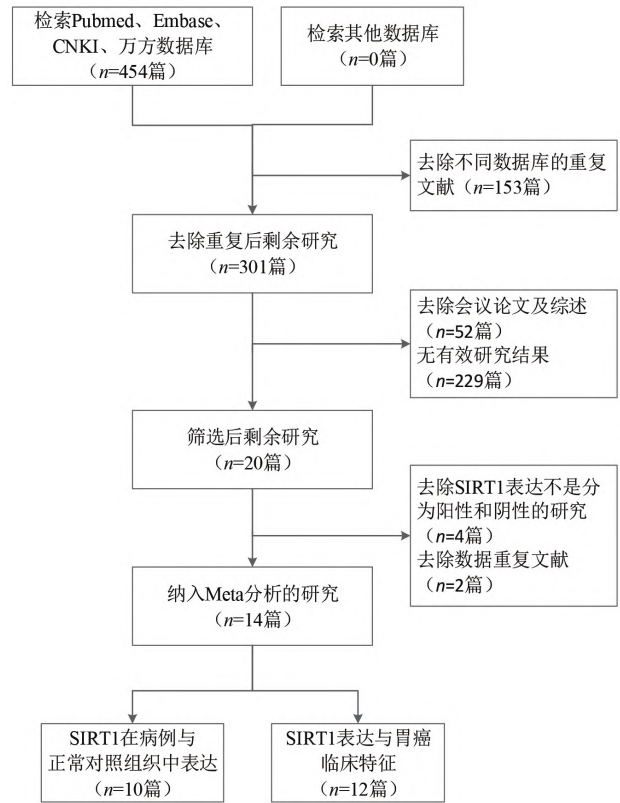 检索Pubmed、Embase、
CNKI、万方数据库
（n=454篇）
检索其他数据库
（n=0篇）
去除不同数据库的重复
文献（n=153篇）
去除重复后剩余研究
（n=301篇）
去除会议论文及综述
（n=52篇）
无有效研究结果
（n=229篇）
筛选后剩余研究
（n=20篇）
去除SIRT1表达不是分
为阳性和阴性的研究
（n=4篇）
去除数据重复文献
（n=2篇）
纳入Meta分析的研究
（n=14篇）
SIRT1在病例与
正常对照组织中表达
（n=10篇）
SIRT1表达与胃癌
临床特征
（n=12篇）